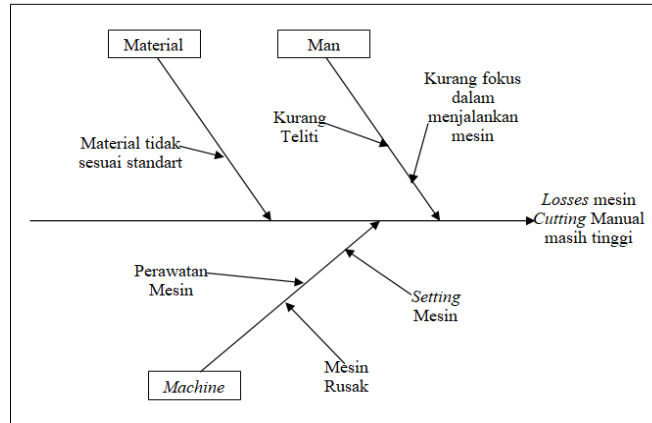 Material
Man
Kurang fokus
dalam
menjalankan
mesin
Kurang
Teliti
Material tidak
sesuai standart
Losses mesin
Cutting Manual
masih tinggi
Perawatan
Mesin
Setting
Mesin
Mesin
Rusak
Machine